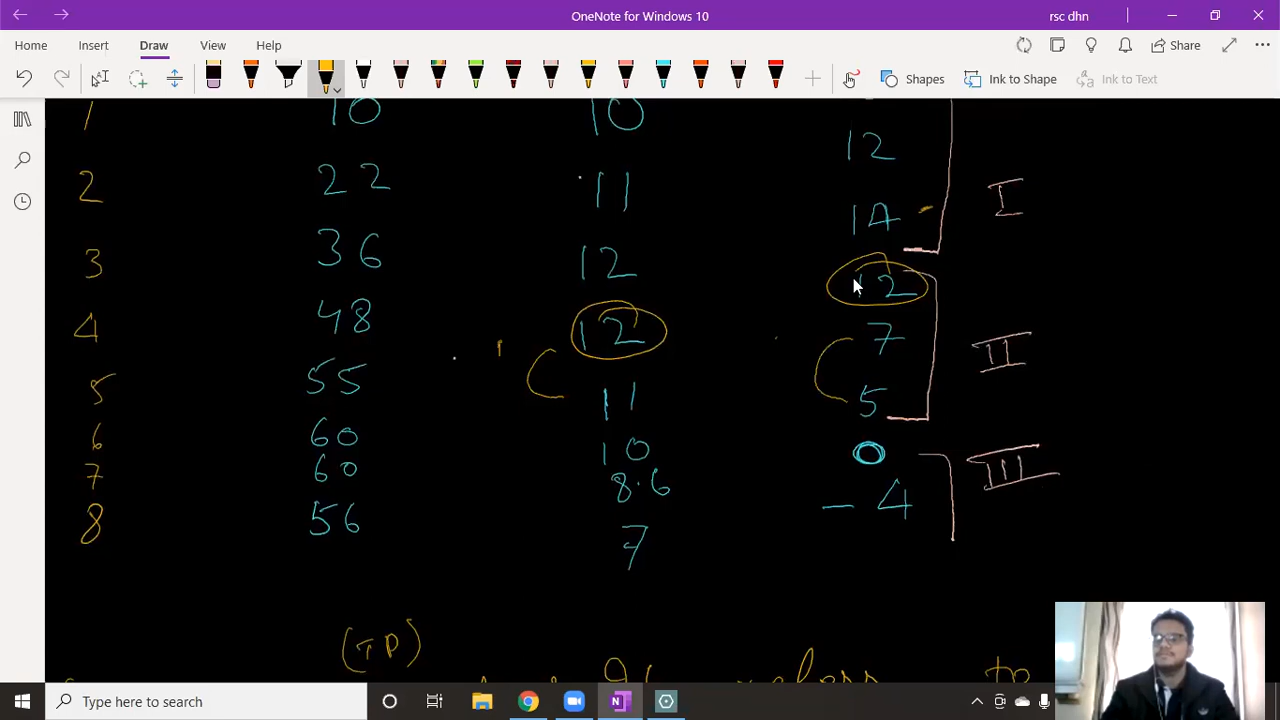 OneNote for Windows 10
rsc dhn
Home Insert Draw View Help
Share
Shapes
Ink to Shape
Ink to Text
1 10 10
12
2 22 11 14 I
3 36 12 12
4 48 12 7 II
5 55 11 5
6 60 10 0
7 60 8.6 III
8 56 7 -4
(TP)
to
Type here to search